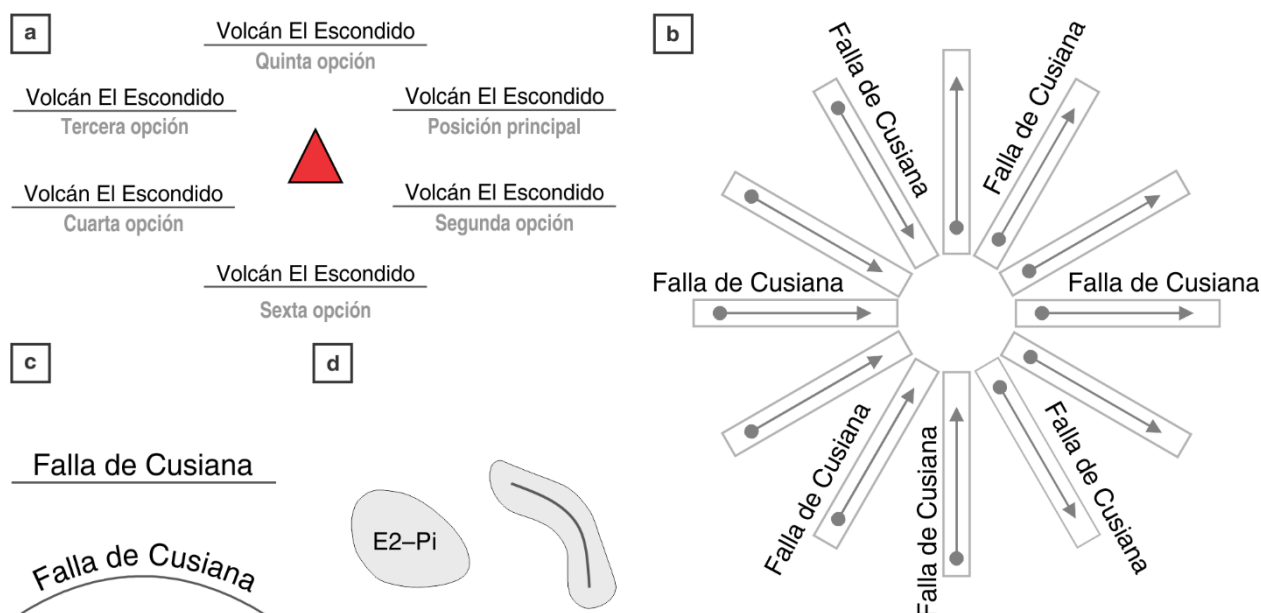 a
Volcán El Escondido
Quinta opción
Volcán El Escondido
Tercera opción
Volcán El Escondido
Posición principal
Volcán El Escondido
Cuarta opción
Volcán El Escondido
Segunda opción
Volcán El Escondido
Sexta opción
b
Falla de Cusiana
Falla de Cusiana
Falla de Cusiana
Falla de Cusiana
Falla de Cusiana
Falla de Cusiana
Falla de Cusiana
c
Falla de Cusiana
Falla de Cusiana
d
E2–Pi